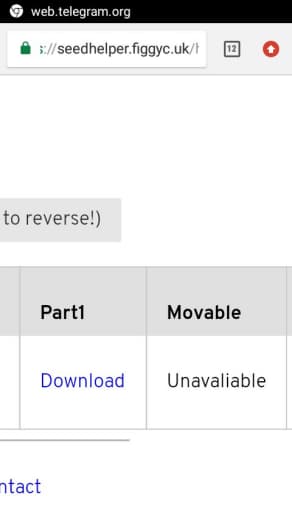 web.telegram.org
s://seedhelper.figgyc.uk/h
12
to reverse!)
Part1 Movable
Download Unavaliable
ntact